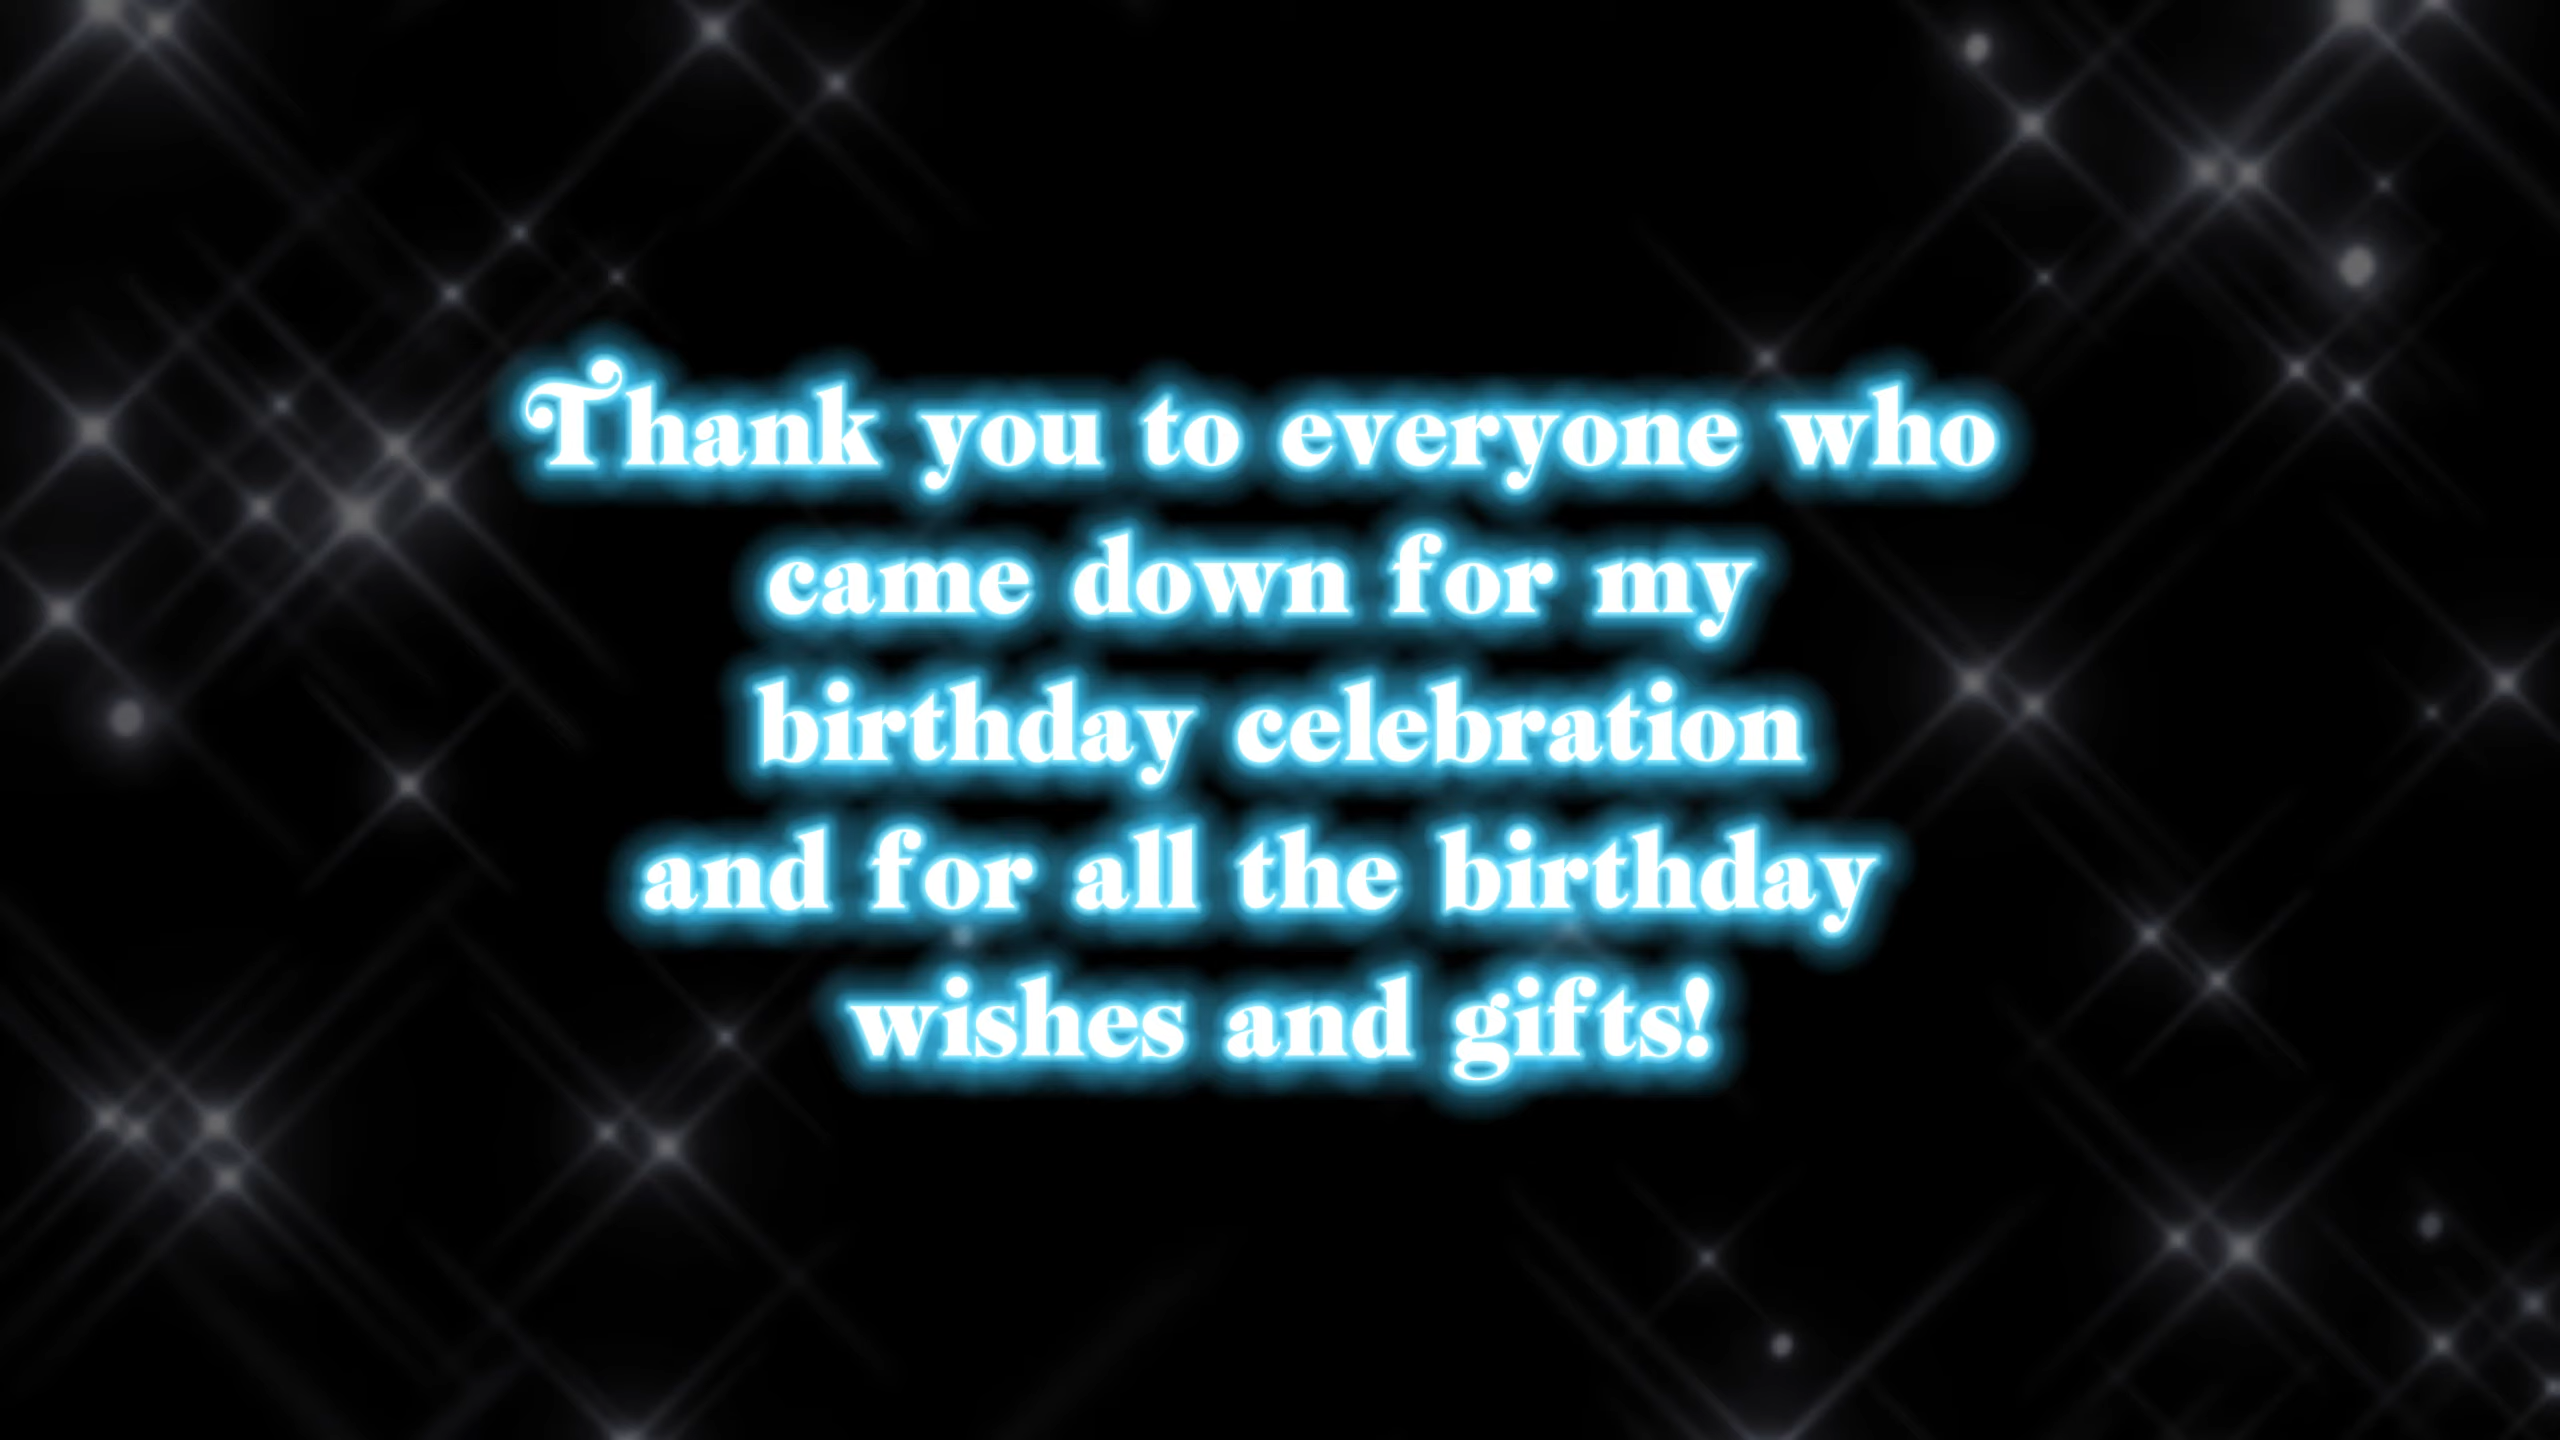 Thank you to everyone who
came down for my
birthday celebration
and for all the birthday
wishes and gifts!